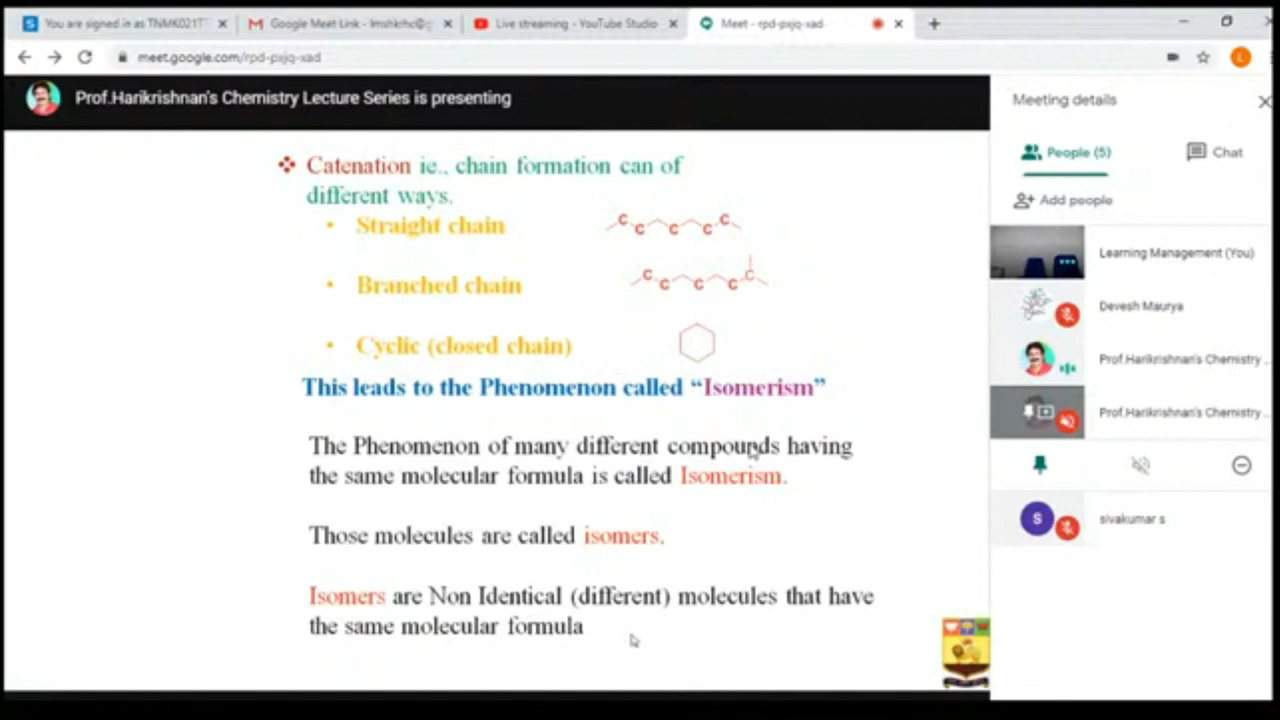 You are signed in as TNMK021T
Google Meet Link - lmshkrhc@g
Live streaming - YouTube Studio
Meet - rpd-pxjq-xad
meet.google.com/rpd-pxjq-xad
L
Prof.Harikrishnan's Chemistry Lecture Series is presenting
❖ Catenation ie., chain formation can of
different ways.
• Straight chain
C C C C C
• Branched chain
C C C C C
• Cyclic (closed chain)
This leads to the Phenomenon called “Isomerism”
The Phenomenon of many different compounds having
the same molecular formula is called Isomerism.
Those molecules are called isomers.
Isomers are Non Identical (different) molecules that have
the same molecular formula
Meeting details
People (5)
Chat
Add people
Learning Management (You)
Devesh Maurya
Prof.Harikrishnan's Chemistry ...
Prof.Harikrishnan's Chemistry ...
S
sivakumar s